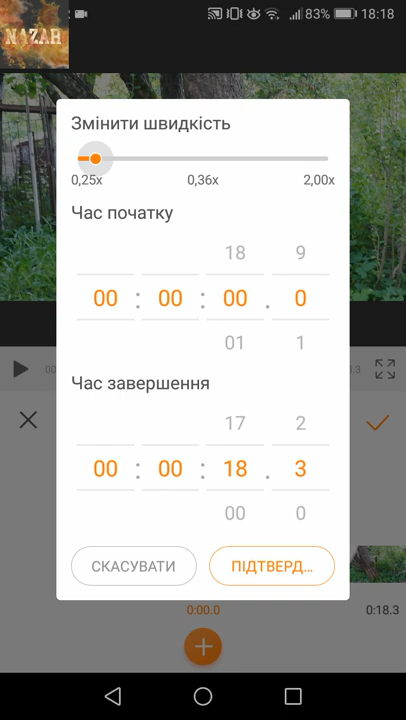 NAZAR
83% 18:18
Змінити швидкість
0,25x 0,36x 2,00x
Час початку
18 9
00 : 00 : 00 . 0
01 1
Час завершення
17 2
00 : 00 : 18 . 3
00 0
СКАСУВАТИ ПІДТВЕРД...
0:00.0 0:18.3